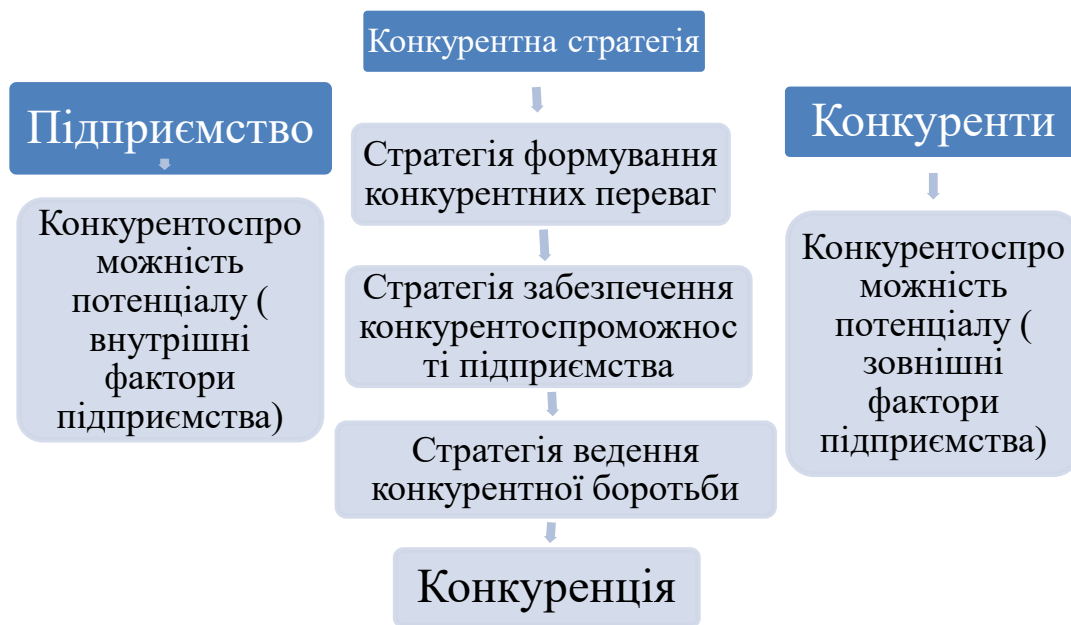 Конкурентна стратегія
Підприємство
Конкурентоспро
можність
потенціалу (
внутрішні
фактори
підприємства)
Стратегія формування
конкурентних переваг
Стратегія забезпечення
конкурентоспроможнос
ті підприємства
Стратегія ведення
конкурентної боротьби
Конкуренція
Конкуренти
Конкурентоспро
можність
потенціалу (
зовнішні
фактори
підприємства)